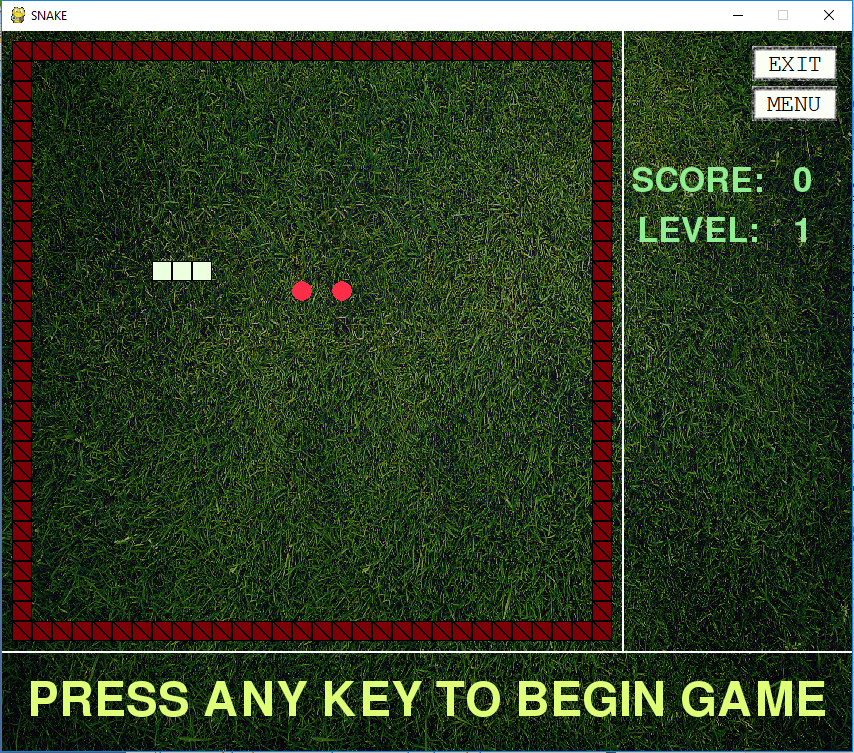 SNAKE
EXIT
MENU
SCORE: 0
LEVEL: 1
PRESS ANY KEY TO BEGIN GAME